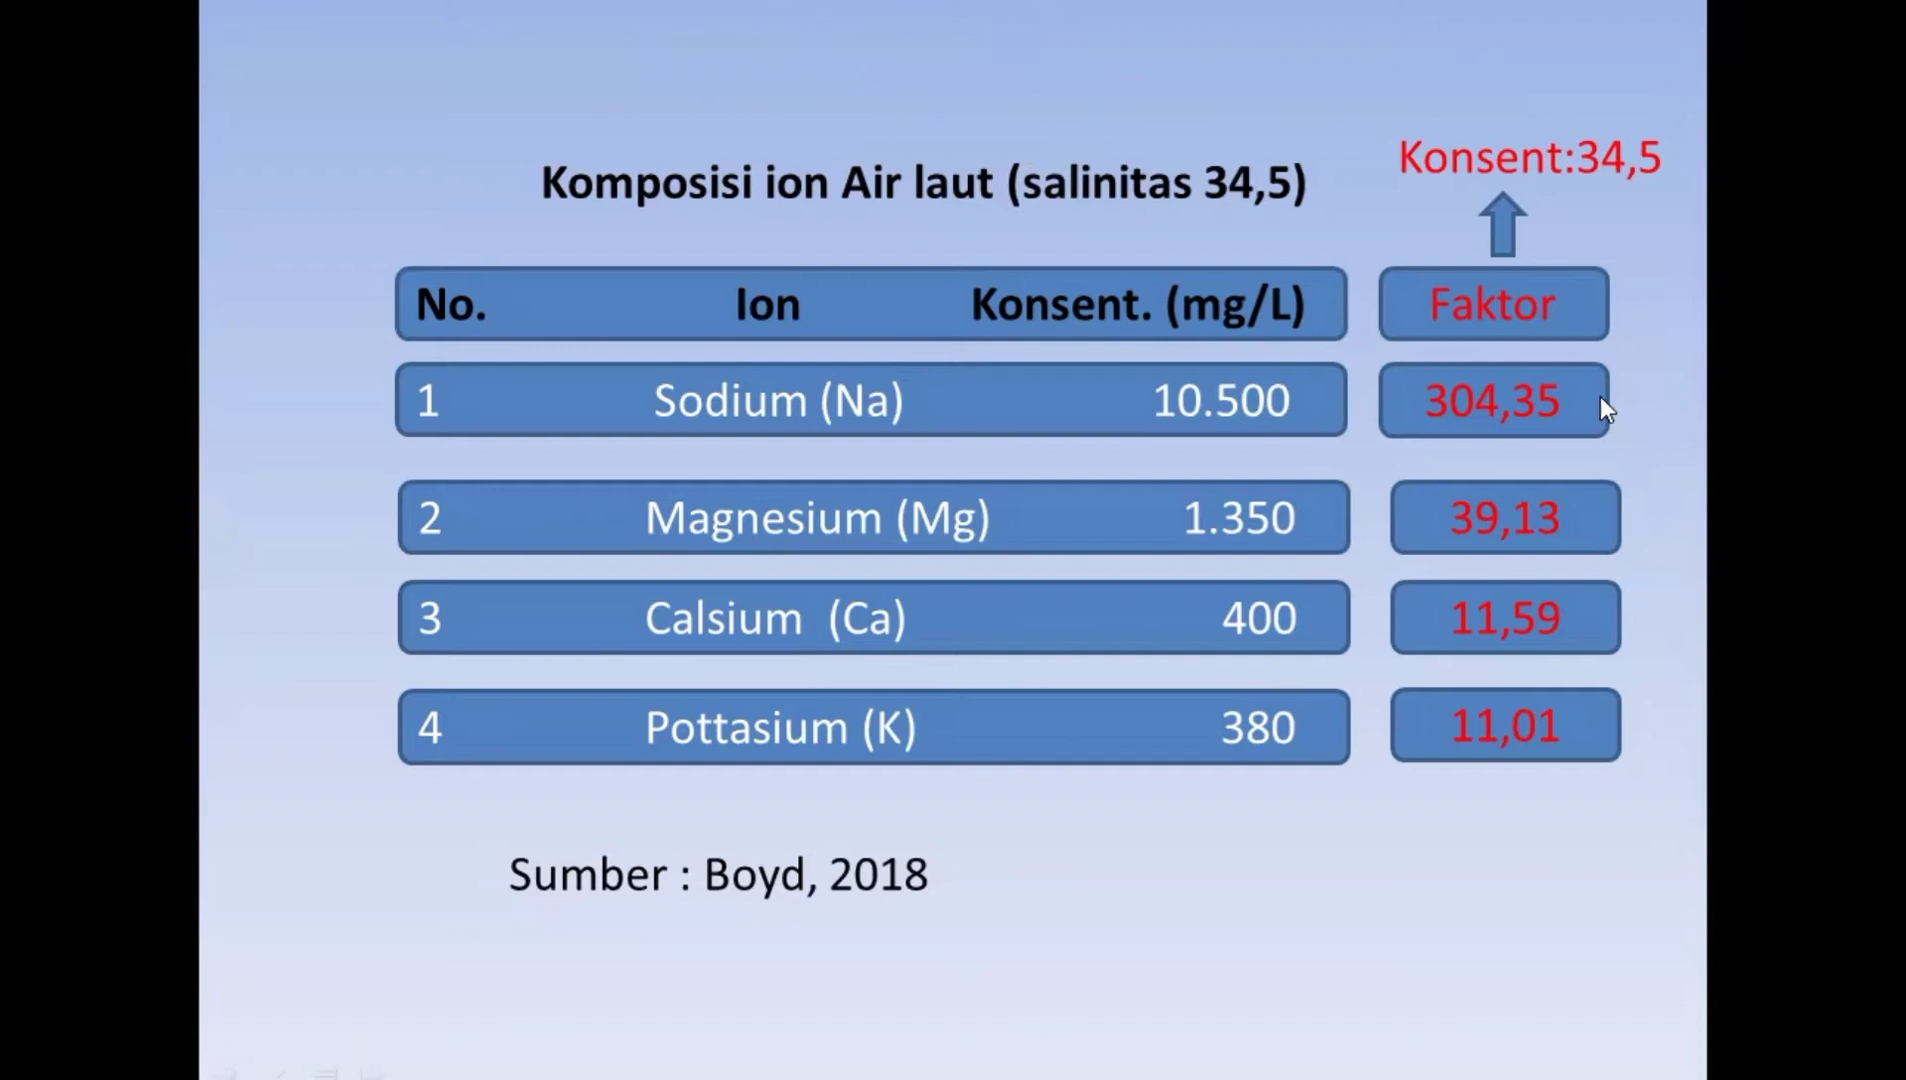 Konsent:34,5
Komposisi ion Air laut (salinitas 34,5)
No. Ion Konsent. (mg/L) Faktor
1 Sodium (Na) 10.500 304,35
2 Magnesium (Mg) 1.350 39,13
3 Calsium (Ca) 400 11,59
4 Pottasium (K) 380 11,01
Sumber : Boyd, 2018